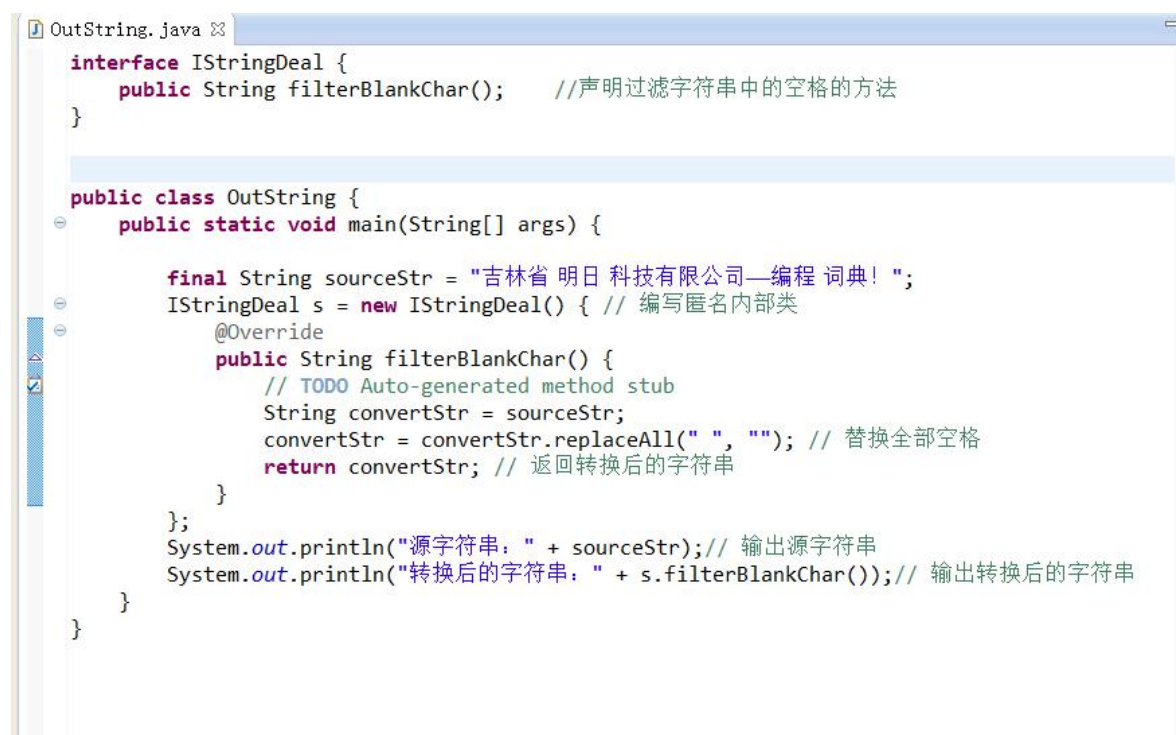 OutString.java
interface IStringDeal {
    public String filterBlankChar();    //声明过滤字符串中的空格的方法
}
public class OutString {
    public static void main(String[] args) {
        final String sourceStr = "吉林省 明日 科技有限公司——编程 词典！";
        IStringDeal s = new IStringDeal() { // 编写匿名内部类
            @Override
            public String filterBlankChar() {
                // TODO Auto-generated method stub
                String convertStr = sourceStr;
                convertStr = convertStr.replaceAll(" ", ""); // 替换全部空格
                return convertStr; // 返回转换后的字符串
            }
        };
        System.out.println("源字符串：" + sourceStr);// 输出源字符串
        System.out.println("转换后的字符串：" + s.filterBlankChar());// 输出转换后的字符串
    }
}